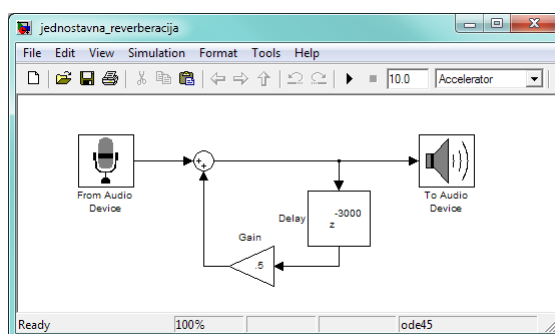 jednostavna_reverberacija
File Edit View Simulation Format Tools Help
10.0 Accelerator
From Audio
Device
+
+
To Audio
Device
Delay
-3000
z
Gain
.5
Ready 100% ode45